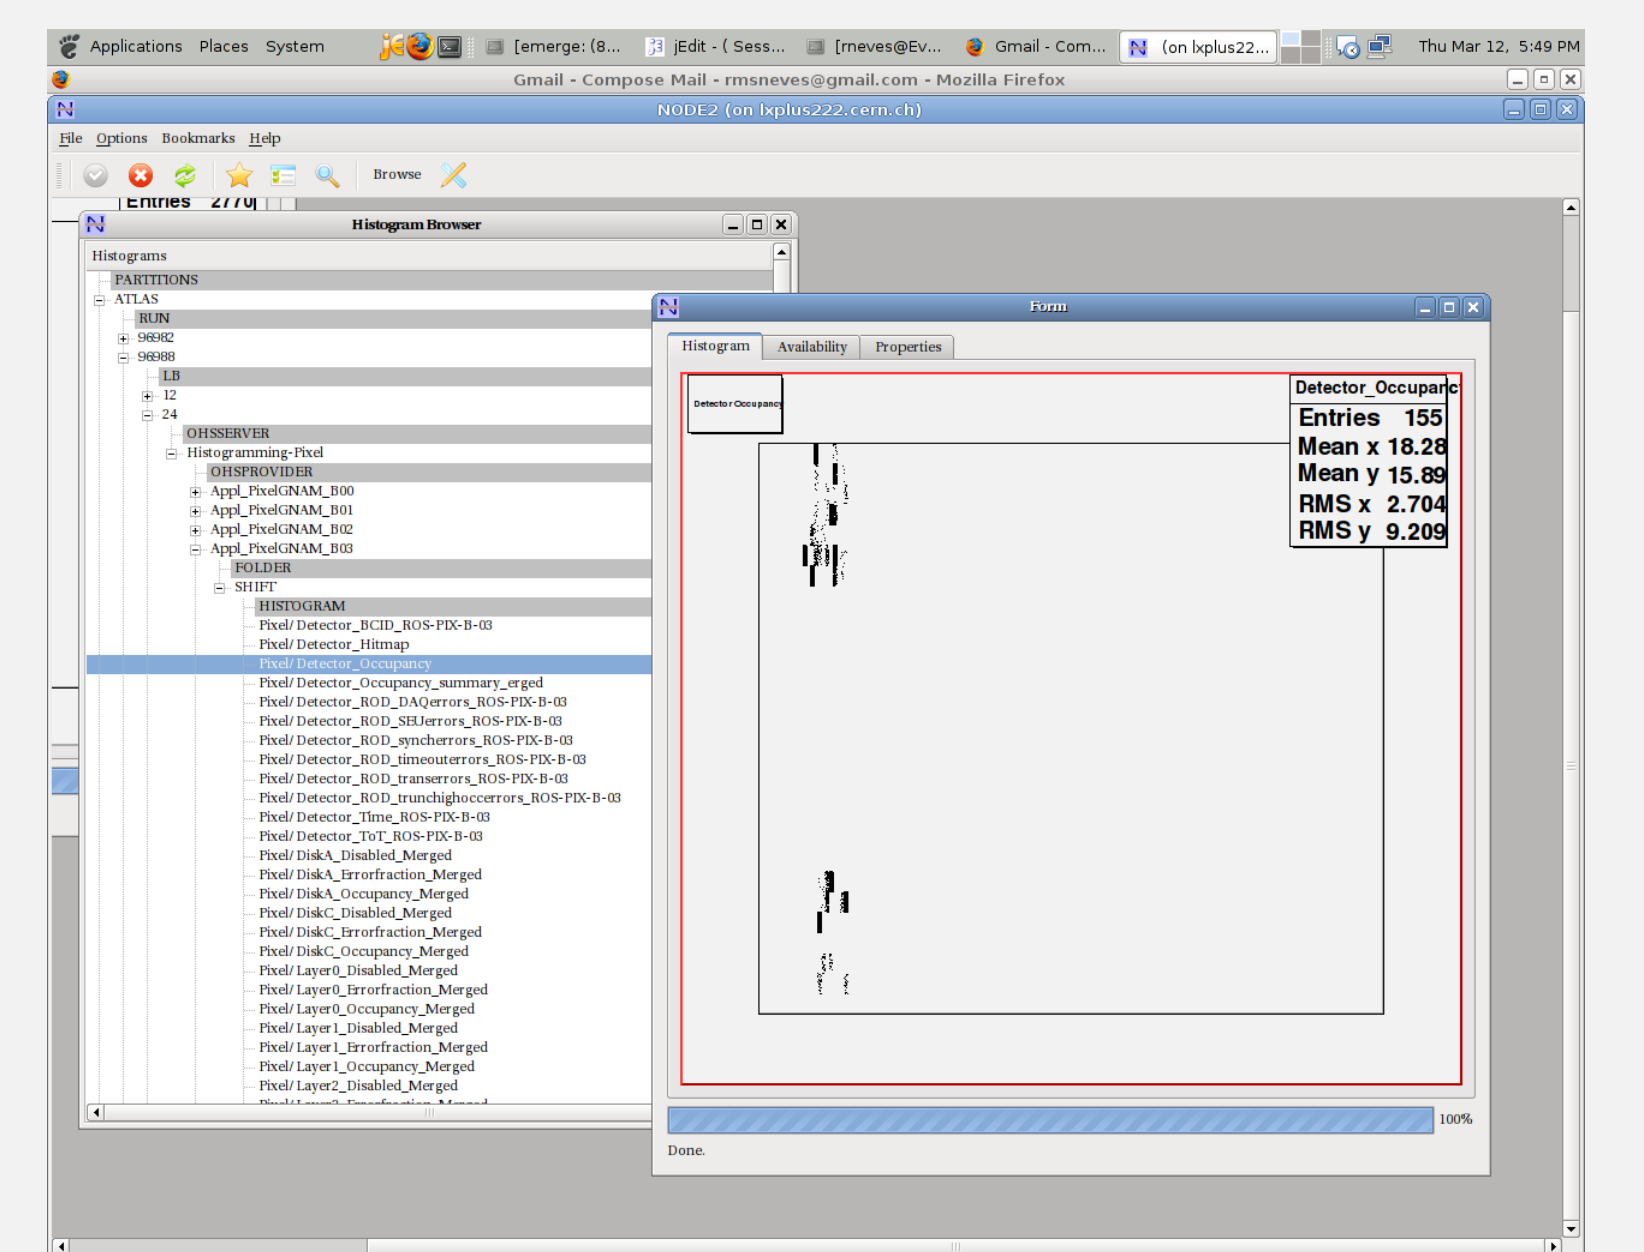 Applications Places System [emerge: (8... jEdit - ( Sess... [rneves@Ev... Gmail - Com... (on lxplus22... Thu Mar 12, 5:49 PM
Gmail - Compose Mail - rmsneves@gmail.com - Mozilla Firefox
NODE2 (on lxplus222.cern.ch)
File Options Bookmarks Help
Browse
Entries 2770
Histogram Browser
Histograms
PARTITIONS
ATLAS
RUN
96982
96988
LB
12
24
OHSSERVER
Histogramming-Pixel
OHSPROVIDER
Appl_PixelGNAM_B00
Appl_PixelGNAM_B01
Appl_PixelGNAM_B02
Appl_PixelGNAM_B03
FOLDER
SHIFT
HISTOGRAM
Pixel/Detector_BCID_ROS-PIX-B-03
Pixel/Detector_Hitmap
Pixel/Detector_Occupancy
Pixel/Detector_Occupancy_summary_erged
Pixel/Detector_ROD_DAQerrors_ROS-PIX-B-03
Pixel/Detector_ROD_SEUerrors_ROS-PIX-B-03
Pixel/Detector_ROD_syncherrors_ROS-PIX-B-03
Pixel/Detector_ROD_timeouterrors_ROS-PIX-B-03
Pixel/Detector_ROD_transerrors_ROS-PIX-B-03
Pixel/Detector_ROD_trunchighoccerrors_ROS-PIX-B-03
Pixel/Detector_Time_ROS-PIX-B-03
Pixel/Detector_ToT_ROS-PIX-B-03
Pixel/DiskA_Disabled_Merged
Pixel/DiskA_Errorfraction_Merged
Pixel/DiskA_Occupancy_Merged
Pixel/DiskC_Disabled_Merged
Pixel/DiskC_Errorfraction_Merged
Pixel/DiskC_Occupancy_Merged
Pixel/Layer0_Disabled_Merged
Pixel/Layer0_Errorfraction_Merged
Pixel/Layer0_Occupancy_Merged
Pixel/Layer1_Disabled_Merged
Pixel/Layer1_Errorfraction_Merged
Pixel/Layer1_Occupancy_Merged
Pixel/Layer2_Disabled_Merged
Form
Histogram Availability Properties
Detector Occupancy
Detector_Occupanc
Entries 155
Mean x 18.28
Mean y 15.89
RMS x 2.704
RMS y 9.209
100%
Done.